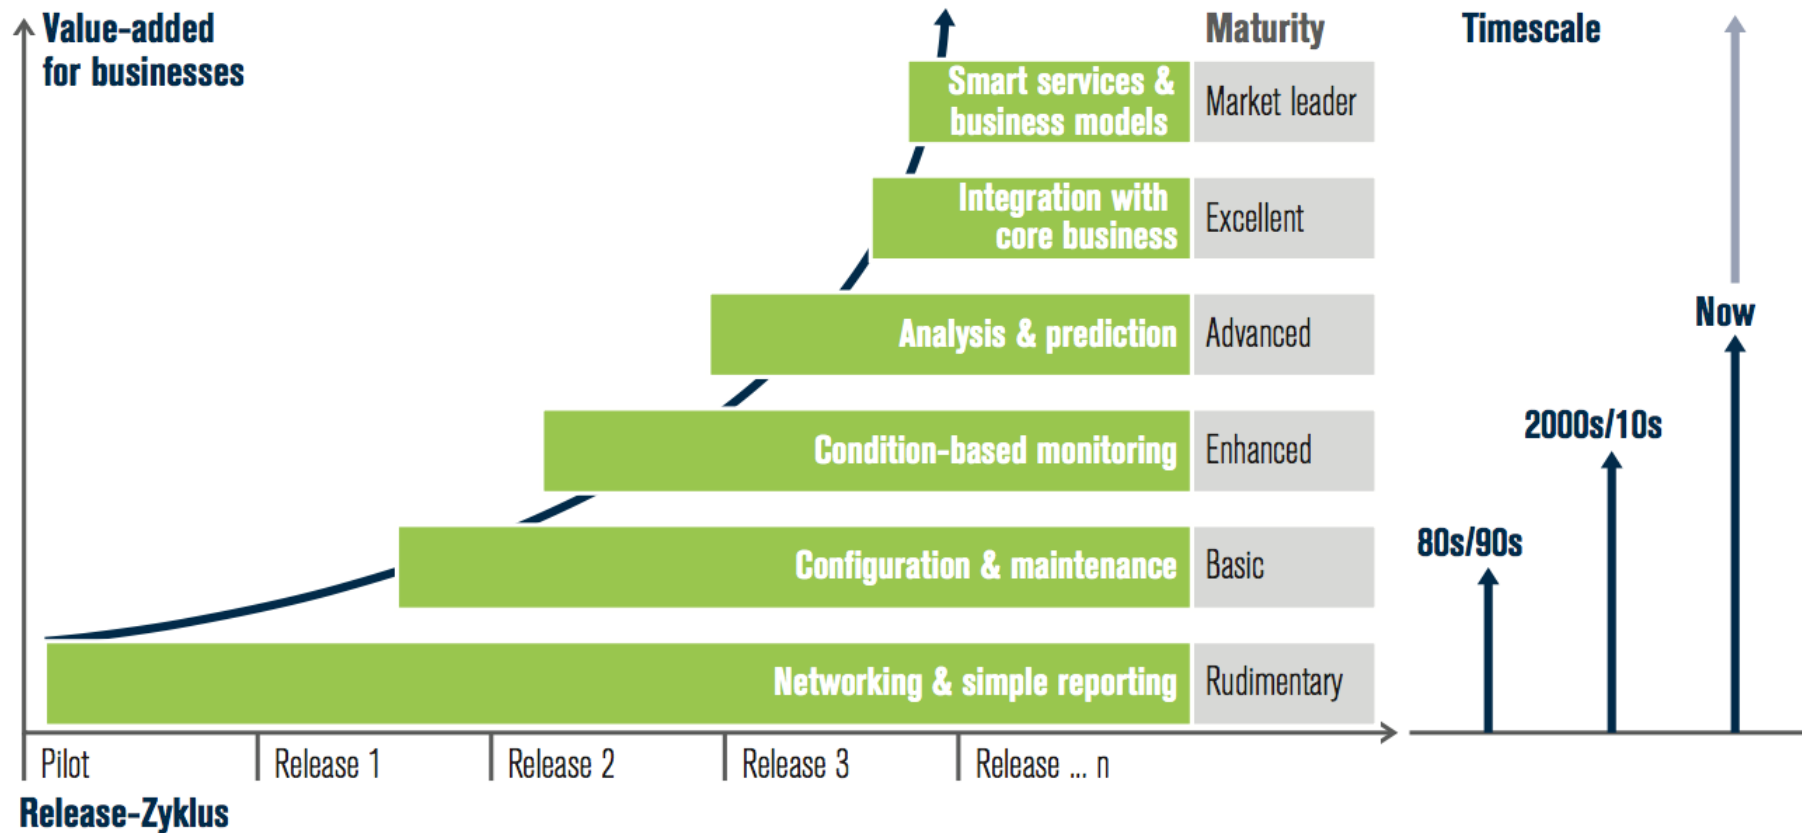 Value-added
for businesses
Maturity
Timescale
Smart services &
business models
Market leader
Integration with
core business
Excellent
Analysis & prediction
Advanced
Condition-based monitoring
Enhanced
Configuration & maintenance
Basic
Networking & simple reporting
Rudimentary
Now
2000s/10s
80s/90s
Pilot
Release 1
Release 2
Release 3
Release ... n
Release-Zyklus